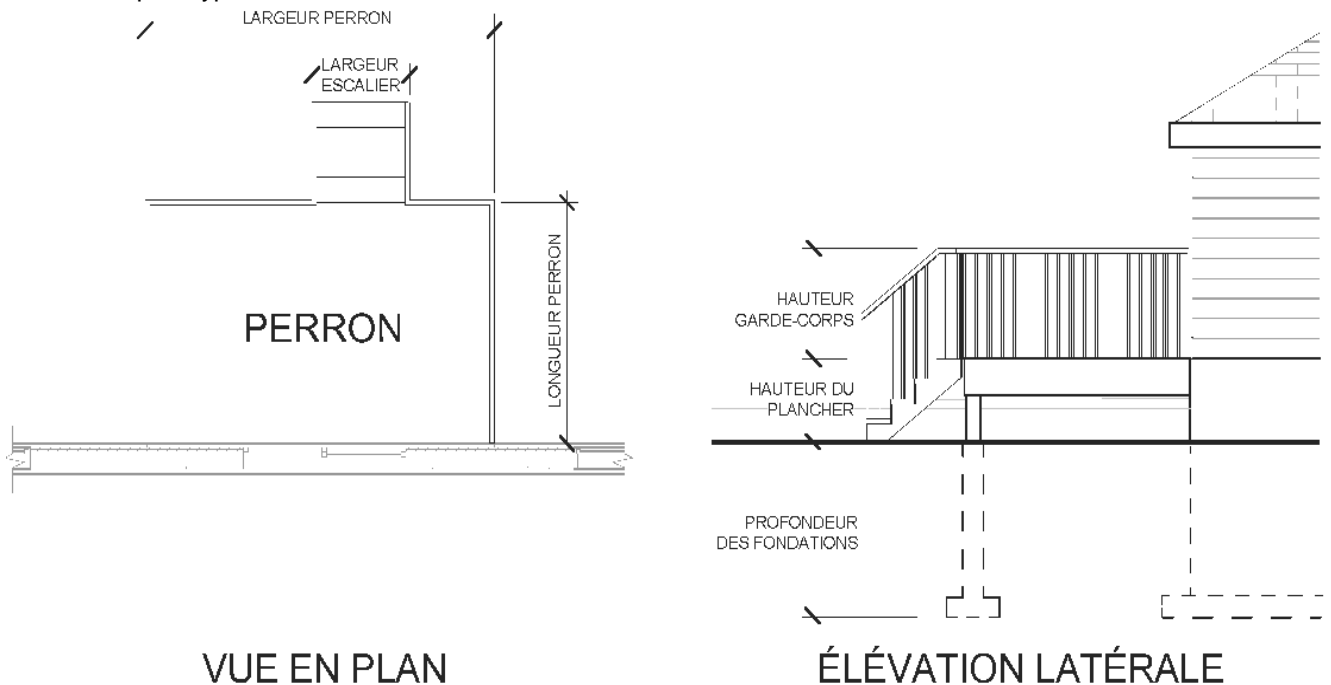 LARGEUR PERRON
LARGEUR
ESCALIER
PERRON
LONGUEUR PERRON
VUE EN PLAN
HAUTEUR
GARDE-CORPS
HAUTEUR DU
PLANCHER
PROFONDEUR
DES FONDATIONS
ÉLÉVATION LATÉRALE